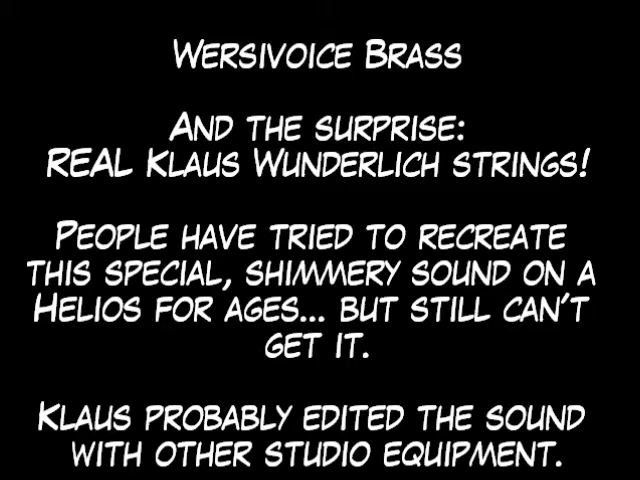 Wersivoice Brass
And the surprise:
REAL Klaus Wunderlich strings!
People have tried to recreate
this special, shimmery sound on a
Helios for ages... but still can't
get it.
Klaus probably edited the sound
with other studio equipment.